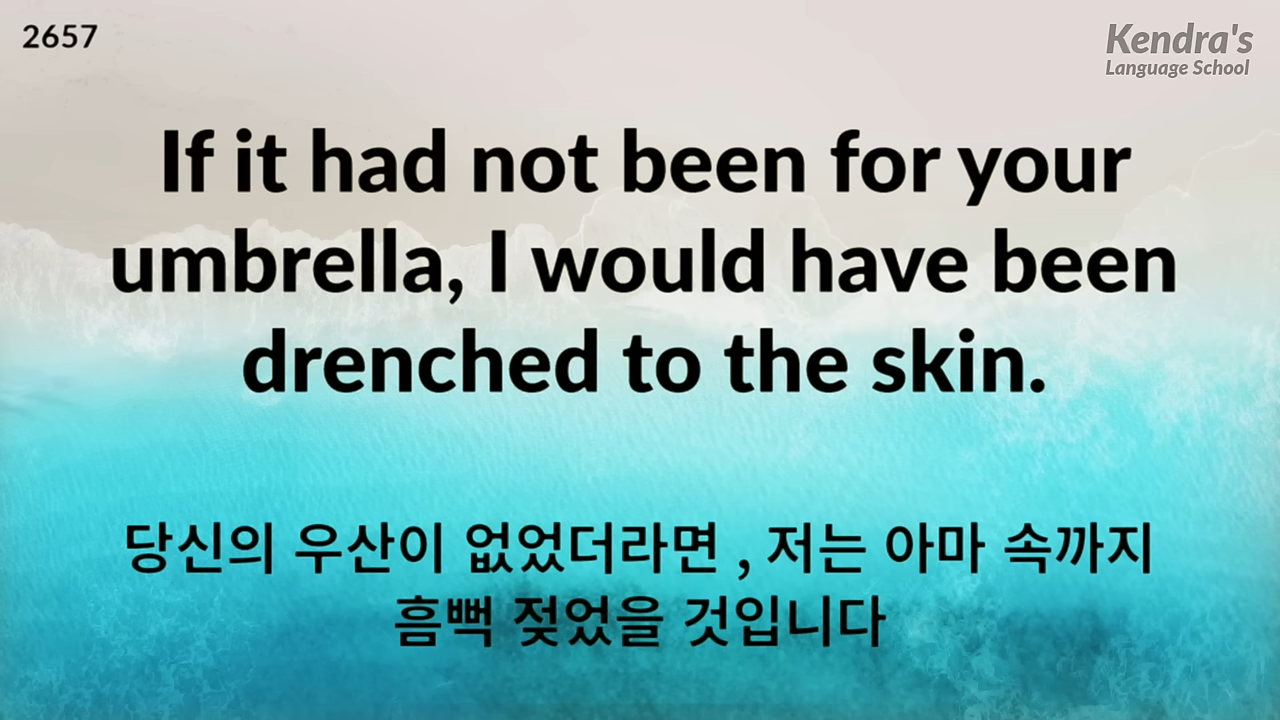 2657
Kendra's
Language School
If it had not been for your
umbrella, I would have been
drenched to the skin.
당신의 우산이 없었더라면 , 저는 아마 속까지
흠뻑 젖었을 것입니다